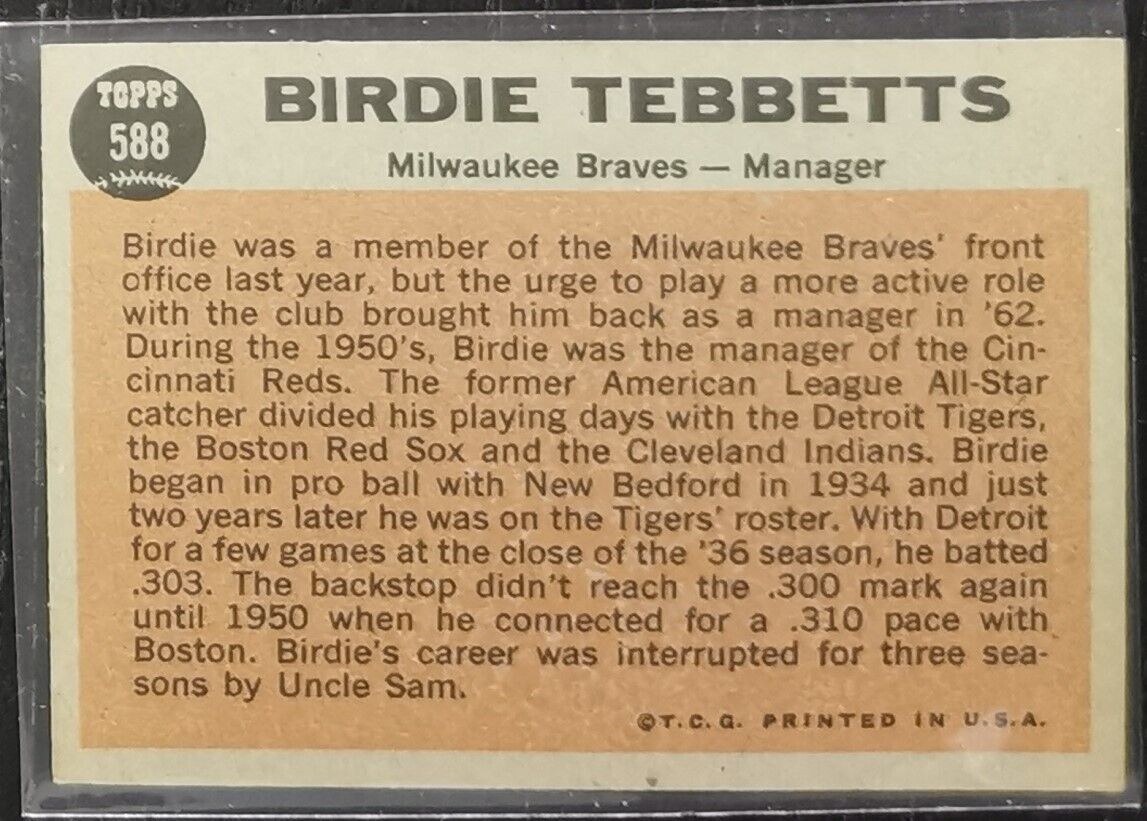 TOPPS
588
BIRDIE TEBBETTS
Milwaukee Braves — Manager
Birdie was a member of the Milwaukee Braves' front
office last year, but the urge to play a more active role
with the club brought him back as a manager in '62.
During the 1950's, Birdie was the manager of the Cin-
cinnati Reds. The former American League All-Star
catcher divided his playing days with the Detroit Tigers,
the Boston Red Sox and the Cleveland Indians. Birdie
began in pro ball with New Bedford in 1934 and just
two years later he was on the Tigers' roster. With Detroit
for a few games at the close of the '36 season, he batted
.303. The backstop didn't reach the .300 mark again
until 1950 when he connected for a .310 pace with
Boston. Birdie's career was interrupted for three sea-
sons by Uncle Sam.
©T.C.G. PRINTED IN U.S.A.